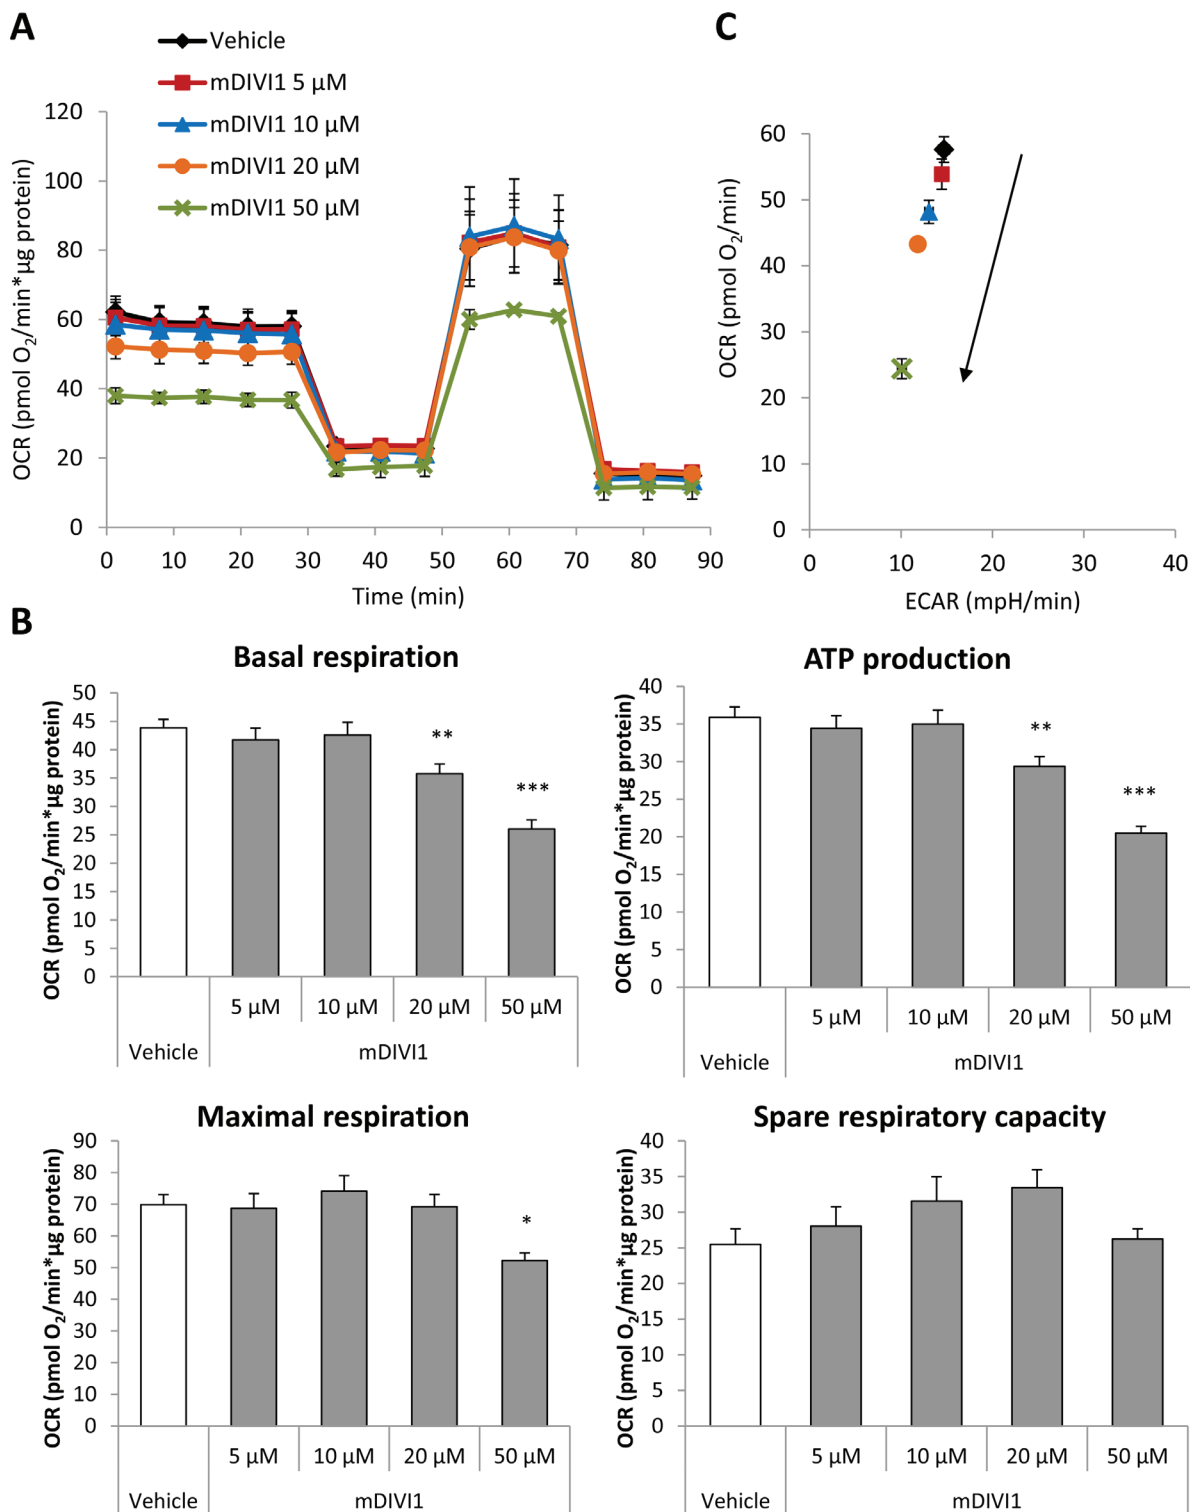 A
Vehicle
mDIVI1 5 µM
mDIVI1 10 µM
mDIVI1 20 µM
mDIVI1 50 µM
OCR (pmol O₂/min*µg protein)
120
100
80
60
40
20
0
0 10 20 30 40 50 60 70 80 90
Time (min)
C
OCR (pmol O₂/min)
60
50
40
30
20
10
0
0 10 20 30 40
ECAR (mpH/min)
B
Basal respiration
OCR (pmol O₂/min*µg protein)
50
45
40
35
30
25
20
15
10
5
0
**
***
5 µM 10 µM 20 µM 50 µM
Vehicle mDIVI1
ATP production
OCR (pmol O₂/min*µg protein)
40
35
30
25
20
15
10
5
0
**
***
5 µM 10 µM 20 µM 50 µM
Vehicle mDIVI1
Maximal respiration
OCR (pmol O₂/min*µg protein)
90
80
70
60
50
40
30
20
10
0
*
5 µM 10 µM 20 µM 50 µM
Vehicle mDIVI1
Spare respiratory capacity
OCR (pmol O₂/min*µg protein)
40
35
30
25
20
15
10
5
0
5 µM 10 µM 20 µM 50 µM
Vehicle mDIVI1